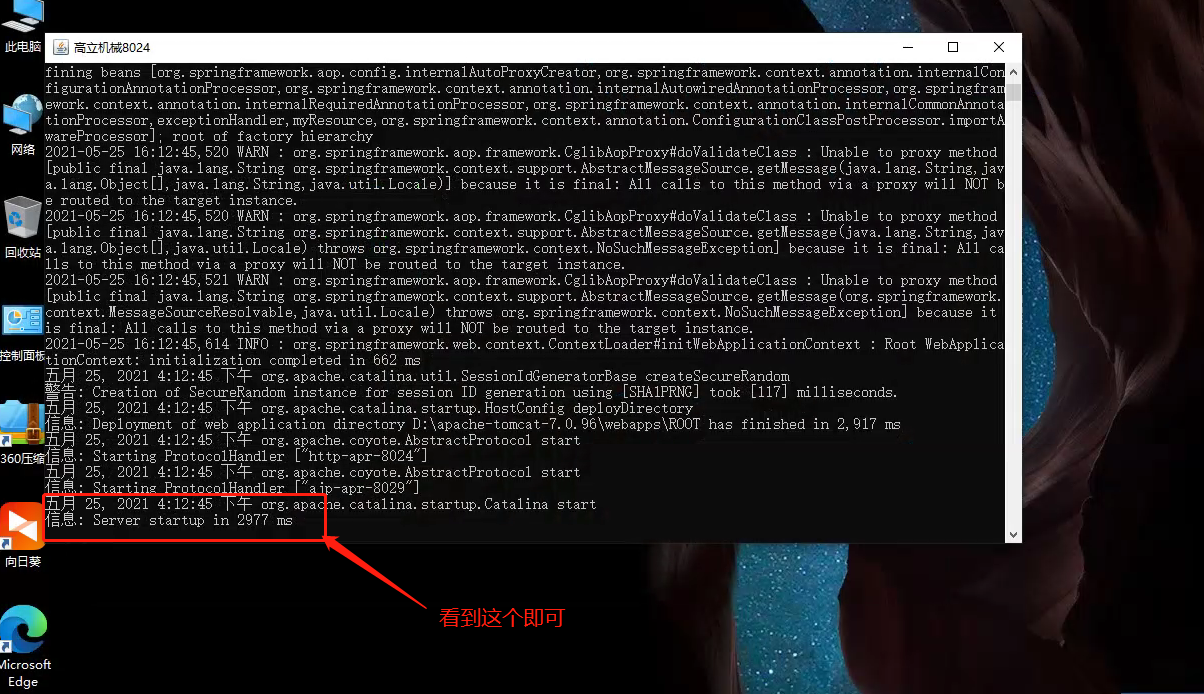 此电脑
网络
回收站
控制面板
360压缩
向日葵
Microsoft
Edge
高立机械8024
fining beans [org.springframework.aop.config.internalAutoProxyCreator,org.springframework.context.annotation.internalCon
figurationAnnotationProcessor,org.springframework.context.annotation.internalAutowiredAnnotationProcessor,org.springfram
ework.context.annotation.internalRequiredAnnotationProcessor,org.springframework.context.annotation.internalCommonAnnota
tionProcessor,exceptionHandler,myResource,org.springframework.context.annotation.ConfigurationClassPostProcessor.importA
wareProcessor]; root of factory hierarchy
2021-05-25 16:12:45,520 WARN : org.springframework.aop.framework.CglibAopProxy#doValidateClass : Unable to proxy method
[public final java.lang.String org.springframework.context.support.AbstractMessageSource.getMessage(java.lang.String,jav
a.lang.Object[],java.lang.String,java.util.Locale)] because it is final: All calls to this method via a proxy will NOT b
e routed to the target instance.
2021-05-25 16:12:45,520 WARN : org.springframework.aop.framework.CglibAopProxy#doValidateClass : Unable to proxy method
[public final java.lang.String org.springframework.context.support.AbstractMessageSource.getMessage(java.lang.String,jav
a.lang.Object[],java.util.Locale) throws org.springframework.context.NoSuchMessageException] because it is final: All ca
lls to this method via a proxy will NOT be routed to the target instance.
2021-05-25 16:12:45,521 WARN : org.springframework.aop.framework.CglibAopProxy#doValidateClass : Unable to proxy method
[public final java.lang.String org.springframework.context.support.AbstractMessageSource.getMessage(org.springframework.
context.MessageSourceResolvable,java.util.Locale) throws org.springframework.context.NoSuchMessageException] because it
is final: All calls to this method via a proxy will NOT be routed to the target instance.
2021-05-25 16:12:45,614 INFO : org.springframework.web.context.ContextLoader#initWebApplicationContext : Root WebApplica
tionContext: initialization completed in 662 ms
五月 25, 2021 4:12:45 下午 org.apache.catalina.util.SessionIdGeneratorBase createSecureRandom
警告: Creation of SecureRandom instance for session ID generation using [SHA1PRNG] took [117] milliseconds.
五月 25, 2021 4:12:45 下午 org.apache.catalina.startup.HostConfig deployDirectory
信息: Deployment of web application directory D:\apache-tomcat-7.0.96\webapps\ROOT has finished in 2,917 ms
五月 25, 2021 4:12:45 下午 org.apache.coyote.AbstractProtocol start
信息: Starting ProtocolHandler ["http-apr-8024"]
五月 25, 2021 4:12:45 下午 org.apache.coyote.AbstractProtocol start
信息: Starting ProtocolHandler ["ajp-apr-8029"]
五月 25, 2021 4:12:45 下午 org.apache.catalina.startup.Catalina start
信息: Server startup in 2977 ms
看到这个即可